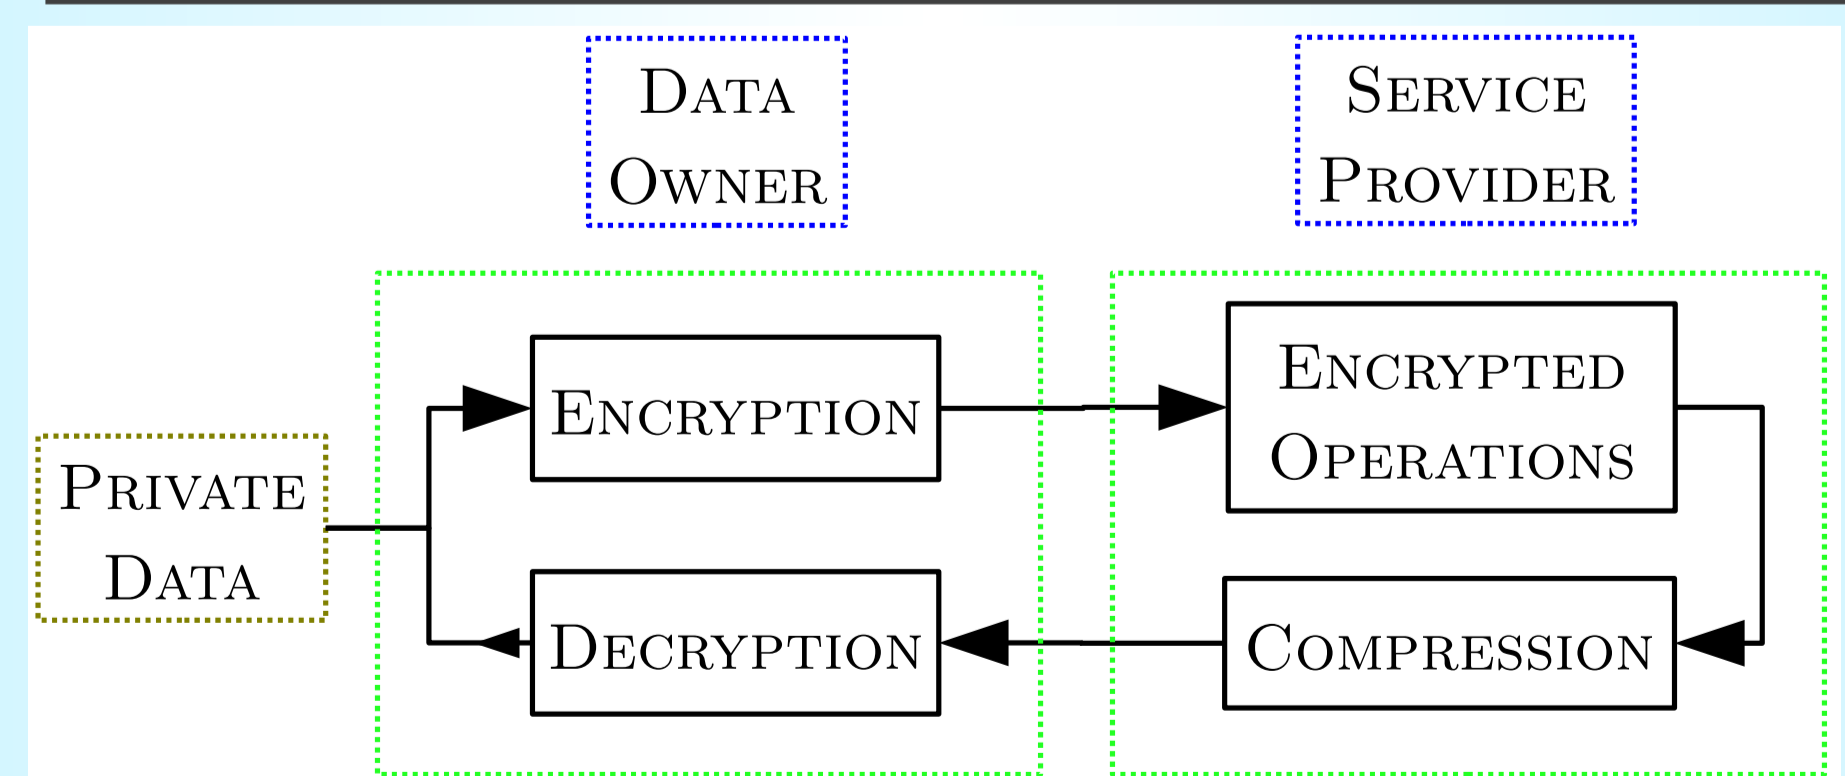 Data
Owner
Service
Provider
Encryption
Encrypted
Operations
Private
Data
Decryption
Compression